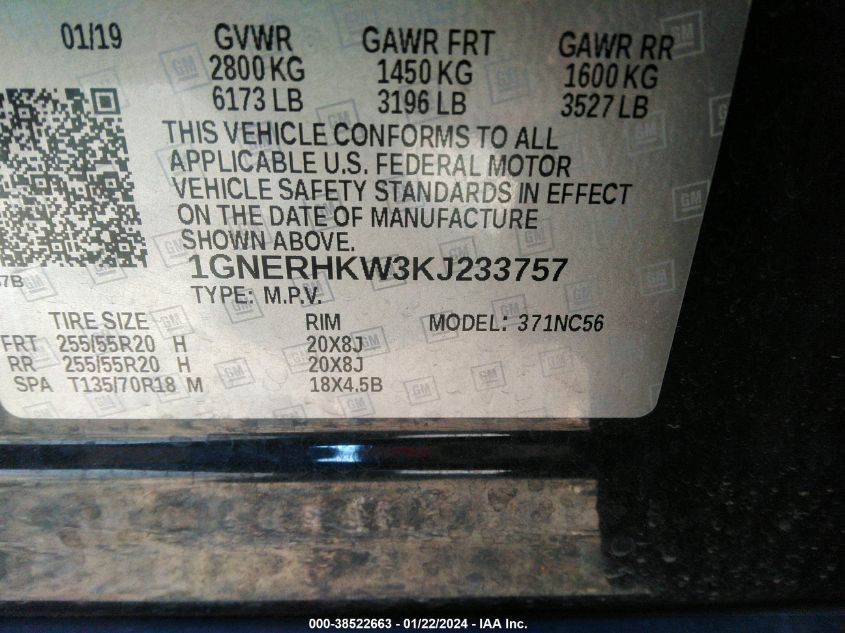 01/19 GVWR GAWR FRT GAWR RR
2800 KG 1450 KG 1600 KG
6173 LB 3196 LB 3527 LB
THIS VEHICLE CONFORMS TO ALL
APPLICABLE U.S. FEDERAL MOTOR
VEHICLE SAFETY STANDARDS IN EFFECT
ON THE DATE OF MANUFACTURE
SHOWN ABOVE.
1GNERHKW3KJ233757
TYPE: M.P.V.
TIRE SIZE RIM MODEL: 371NC56
FRT 255/55R20 H 20X8J
RR 255/55R20 H 20X8J
SPA T135/70R18 M 18X4.5B
GM
000-38522663 - 01/22/2024 - IAA Inc.